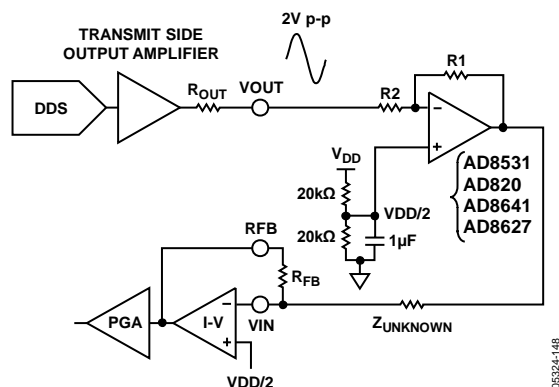 2V p-p
TRANSMIT SIDE
OUTPUT AMPLIFIER
DDS
ROUT
VOUT
R2
R1
−
+
VDD
20kΩ
VDD/2
20kΩ
1µF
AD8531
AD820
AD8641
AD8627
RFB
RFB
PGA
I-V
−
+
VIN
ZUNKNOWN
VDD/2
05324-148